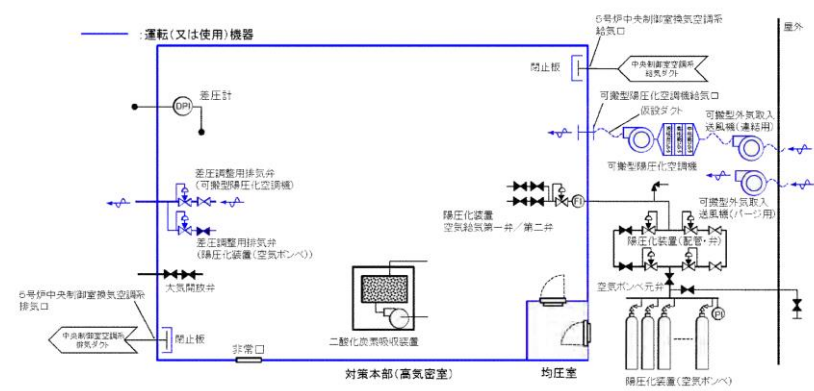 ：運転(又は使用)機器
5号炉中央制御室換気空調系
給気口
屋外
閉止板
中央制御室空調系
給気ダクト
差圧計
DPI
可搬型陽圧化空調機給気口
仮設ダクト
可搬型外気取入
送風機(連結用)
可搬型陽圧化空調機
差圧調整用排気弁
(可搬型陽圧化空調機)
可搬型外気取入
送風機(パージ用)
陽圧化装置
空気給気第一弁／第二弁
FI
陽圧化装置(配管・弁)
差圧調整用排気弁
(陽圧化装置(空気ボンベ))
大気開放弁
空気ボンベ元弁
5号炉中央制御室換気空調系
排気口
PI
中央制御室空調系
排気ダクト
閉止板
非常口
二酸化炭素吸収装置
対策本部(高気密室)
均圧室
陽圧化装置(空気ボンベ)